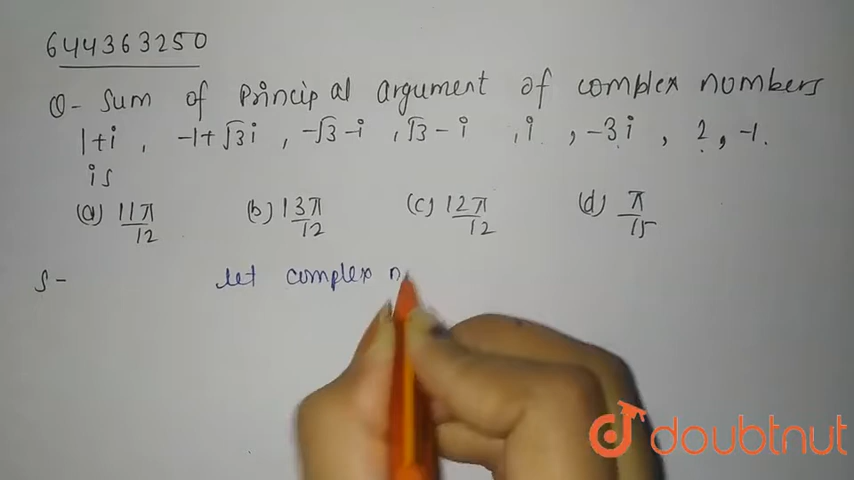 644363250
Q- Sum of Principal argument of complex numbers
1+i, -1+√3i, -√3-i, √3-i, i, -3i, 2, -1.
is
(a) 11π/12 (b) 13π/12 (c) 12π/12 (d) π/15
S- let complex n
doubtnut